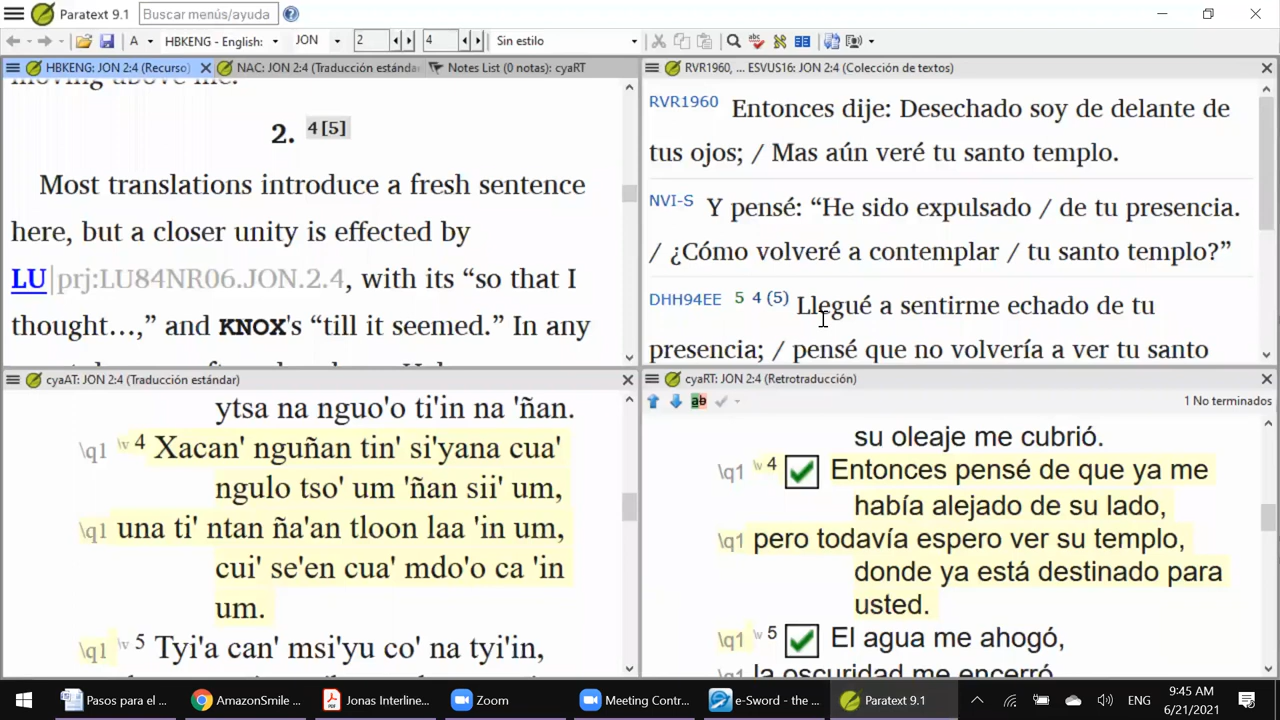 Paratext 9.1 Buscar menús/ayuda
A HBKENG - English: JON 2 4 Sin estilo
HBKENG: JON 2:4 (Recurso) NAC: JON 2:4 (Traducción estánda Notes List (0 notas): cyaRT
moving above me.
2. 4 [5]
Most translations introduce a fresh sentence
here, but a closer unity is effected by
LU|prj:LU84NR06.JON.2.4, with its “so that I
thought…,” and KNOX's “till it seemed.” In any
RVR1960, ... ESVUS16: JON 2:4 (Colección de textos)
RVR1960 Entonces dije: Desechado soy de delante de
tus ojos; / Mas aún veré tu santo templo.
NVI-S Y pensé: “He sido expulsado / de tu presencia.
/ ¿Cómo volveré a contemplar / tu santo templo?”
DHH94EE 5 4 (5) Llegué a sentirme echado de tu
presencia; / pensé que no volvería a ver tu santo
cyaAT: JON 2:4 (Traducción estándar)
ytsa na nguo'o ti'in na 'ñan.
\q1 \v 4 Xacan' nguñan tin' si'yana cua'
ngulo tso' um 'ñan sii' um,
\q1 una ti' ntan ña'an tloon laa 'in um,
cui' se'en cua' mdo'o ca 'in
um.
\q1 \v 5 Tyi'a can' msi'yu co' na tyi'in,
cyaRT: JON 2:4 (Retrotraducción)
ab 1 No terminados
su oleaje me cubrió.
\q1 \v 4 Entonces pensé de que ya me
había alejado de su lado,
\q1 pero todavía espero ver su templo,
donde ya está destinado para
usted.
\q1 \v 5 El agua me ahogó,
\q1 la oscuridad me encerró
Pasos para el ... AmazonSmile ... Jonas Interline... Zoom Meeting Contr... e-Sword - the ... Paratext 9.1 ENG 9:45 AM
6/21/2021